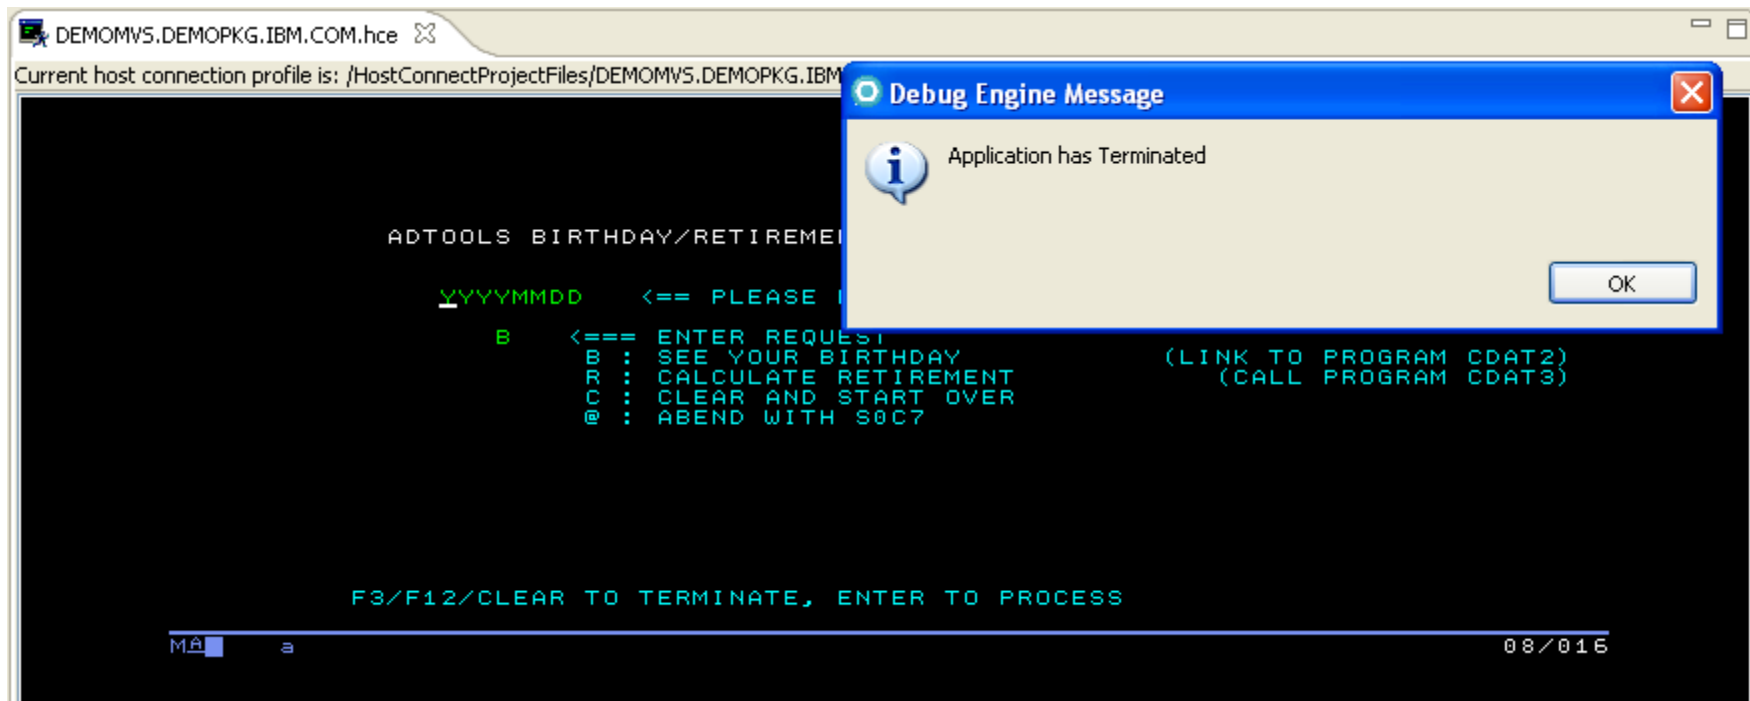 DEMOMVS.DEMOPKG.IBM.COM.hce
Current host connection profile is: /HostConnectProjectFiles/DEMOMVS.DEMOPKG.IBM
Debug Engine Message
Application has Terminated
OK
ADTOOLS BIRTHDAY/RETIREME
YYYYMMDD <== PLEASE
B <=== ENTER REQUEST
B : SEE YOUR BIRTHDAY (LINK TO PROGRAM CDAT2)
R : CALCULATE RETIREMENT (CALL PROGRAM CDAT3)
C : CLEAR AND START OVER
@ : ABEND WITH S0C7
F3/F12/CLEAR TO TERMINATE, ENTER TO PROCESS
MA a 08/016